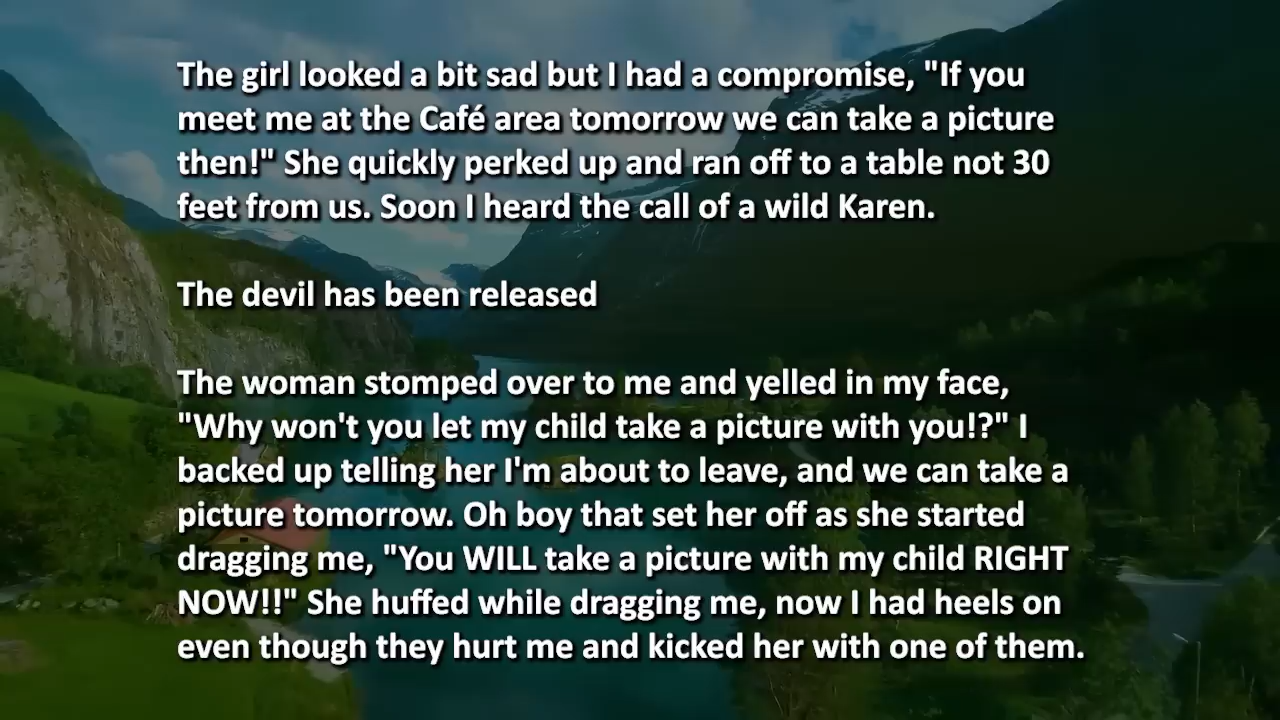 The girl looked a bit sad but I had a compromise, "If you
meet me at the Café area tomorrow we can take a picture
then!" She quickly perked up and ran off to a table not 30
feet from us. Soon I heard the call of a wild Karen.
The devil has been released
The woman stomped over to me and yelled in my face,
"Why won't you let my child take a picture with you!?" I
backed up telling her I'm about to leave, and we can take a
picture tomorrow. Oh boy that set her off as she started
dragging me, "You WILL take a picture with my child RIGHT
NOW!!" She huffed while dragging me, now I had heels on
even though they hurt me and kicked her with one of them.